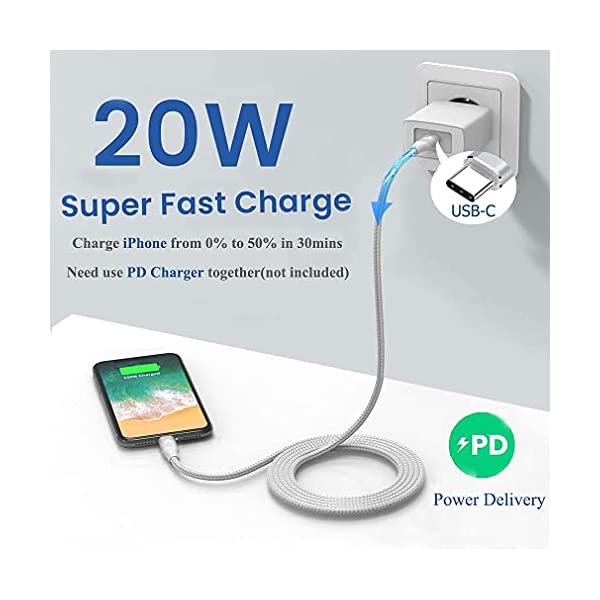 20W
Super Fast Charge
Charge iPhone from 0% to 50% in 30mins
Need use PD Charger together(not included)
USB-C
Charged
PD
Power Delivery